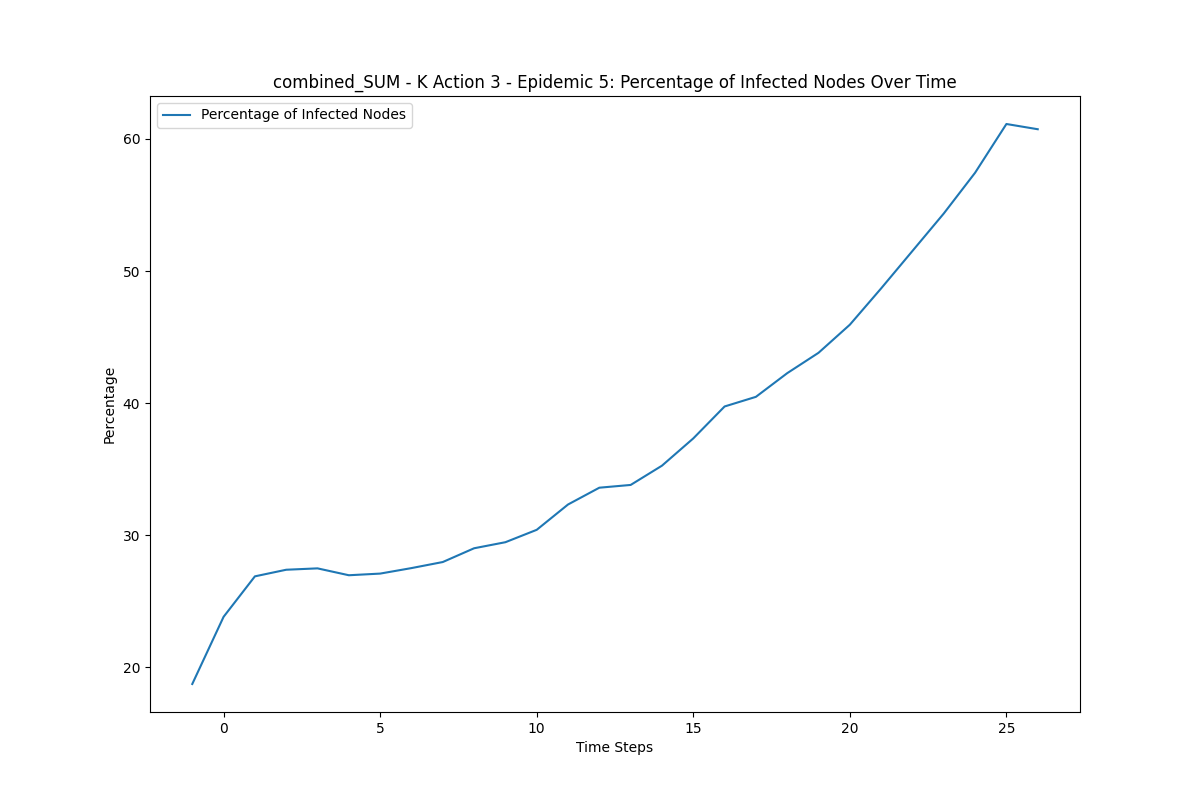 combined_SUM - K Action 3 - Epidemic 5: Percentage of Infected Nodes Over Time
Percentage of Infected Nodes
60
50
40
30
20
Percentage
0 5 10 15 20 25
Time Steps